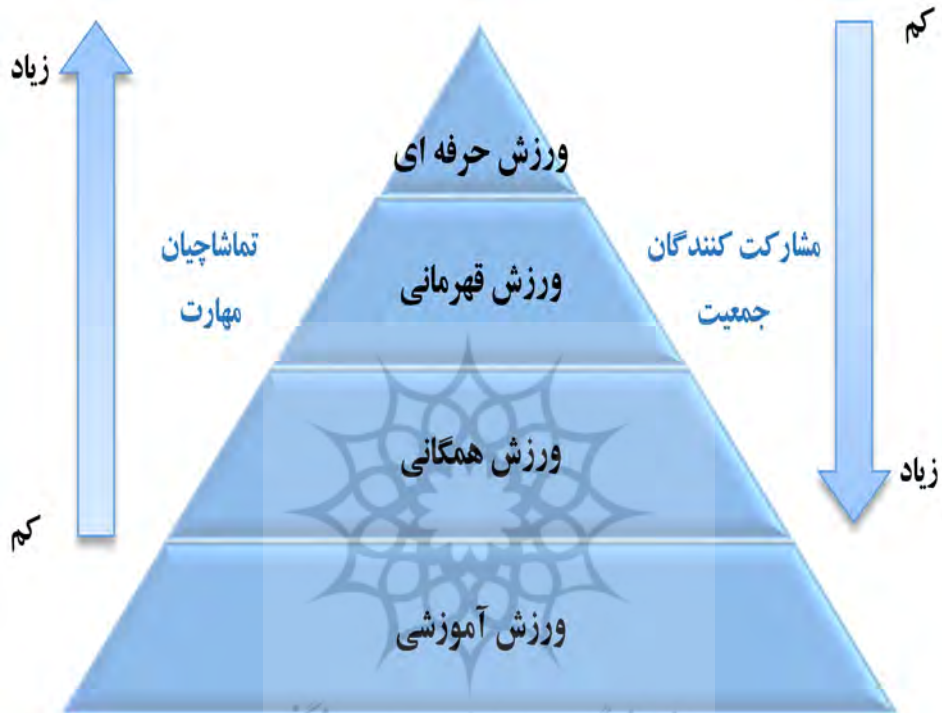 کم
زیاد
ورزش حرفه ای
تماشاچیان
مشارکت کنندگان
ورزش قهرمانی
مهارت
جمعیت
ورزش همگانی
زیاد
کم
ورزش آموزشی